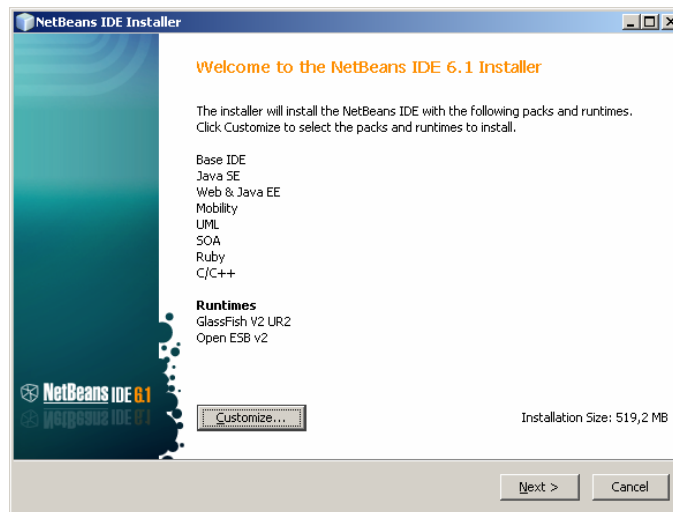 NetBeans IDE Installer
Welcome to the NetBeans IDE 6.1 Installer
The installer will install the NetBeans IDE with the following packs and runtimes.
Click Customize to select the packs and runtimes to install.
Base IDE
Java SE
Web & Java EE
Mobility
UML
SOA
Ruby
C/C++
Runtimes
GlassFish V2 UR2
Open ESB v2
NetBeans IDE 6.1
Customize...
Installation Size: 519,2 MB
Next >
Cancel